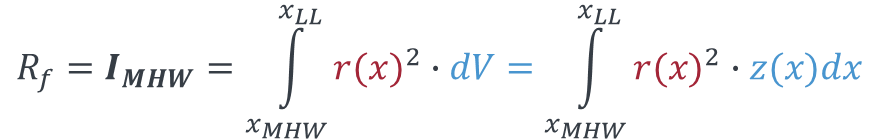 R_f = I_MHW = ∫_{x_MHW}^{x_LL} r(x)² · dV = ∫_{x_MHW}^{x_LL} r(x)² · z(x)dx